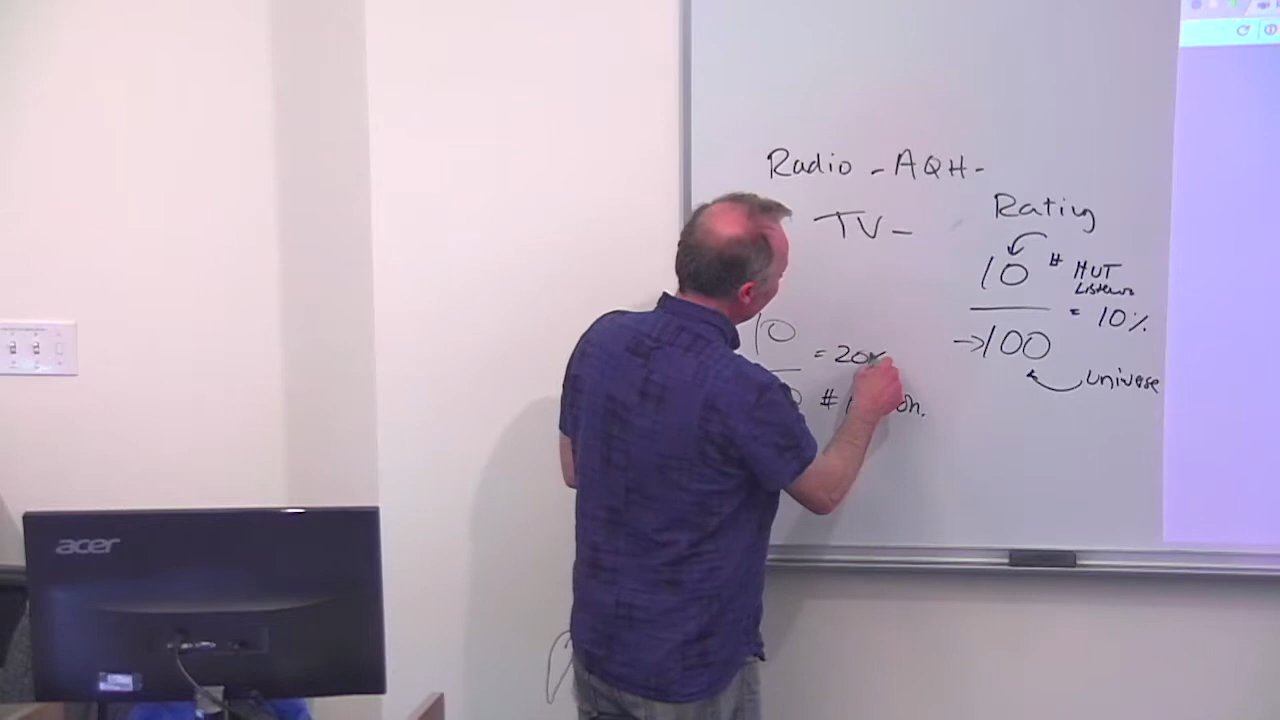 Radio - AQH -
TV -
Rating
10 # HUT
Listeners
= 10%
→100
universe
10
= 20%
#
acer